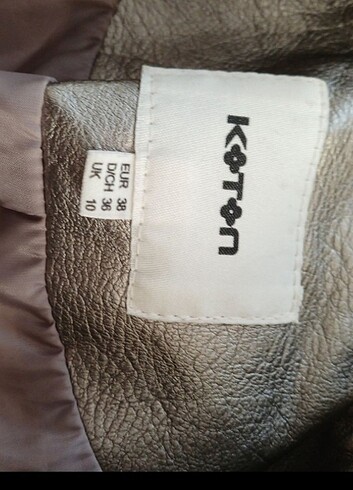 KOTON
EUR 38
D/CH 36
UK 10